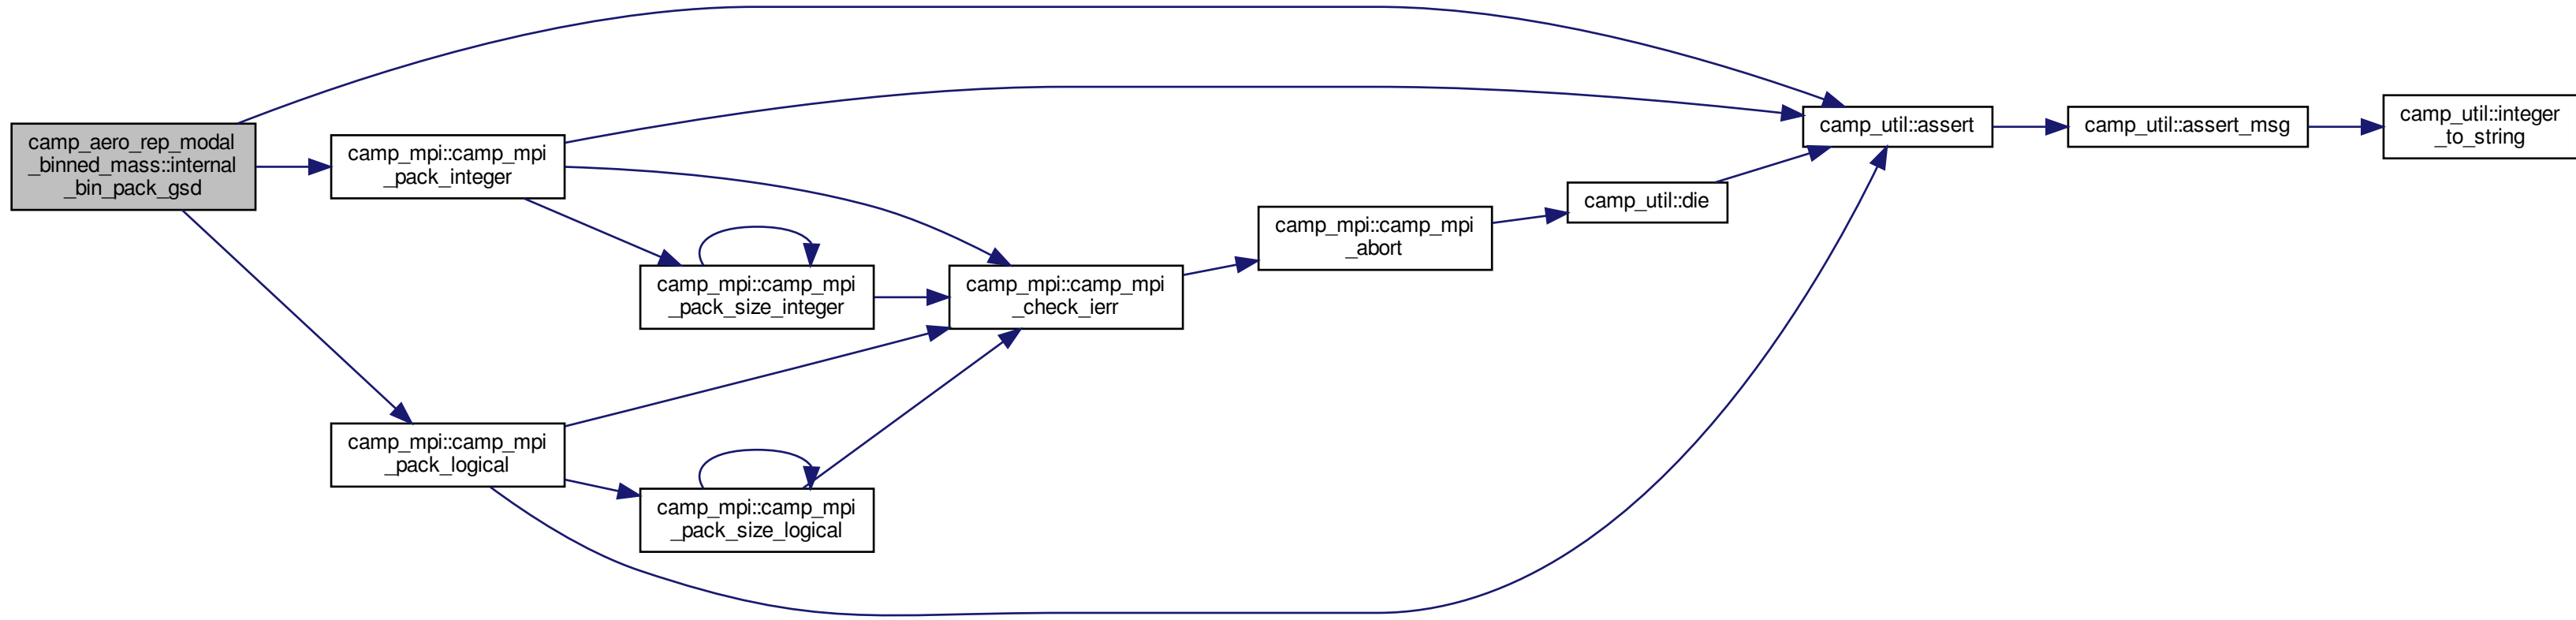 camp_aero_rep_modal
_binned_mass::internal
_bin_pack_gsd
camp_mpi::camp_mpi
_pack_integer
camp_mpi::camp_mpi
_pack_size_integer
camp_mpi::camp_mpi
_check_ierr
camp_mpi::camp_mpi
_abort
camp_util::die
camp_util::assert
camp_util::assert_msg
camp_util::integer
_to_string
camp_mpi::camp_mpi
_pack_logical
camp_mpi::camp_mpi
_pack_size_logical